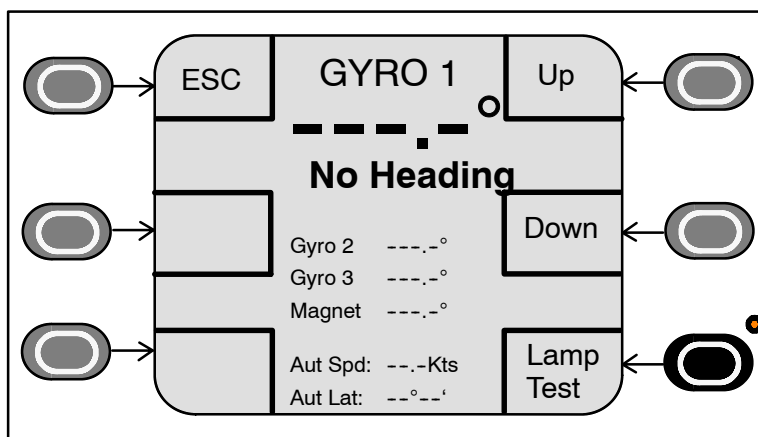 ESC
GYRO 1
Up
---.-°
No Heading
Down
Gyro 2 ---.-°
Gyro 3 ---.-°
Magnet ---.-°
Aut Spd: --.-Kts
Aut Lat: --°--‘
Lamp
Test